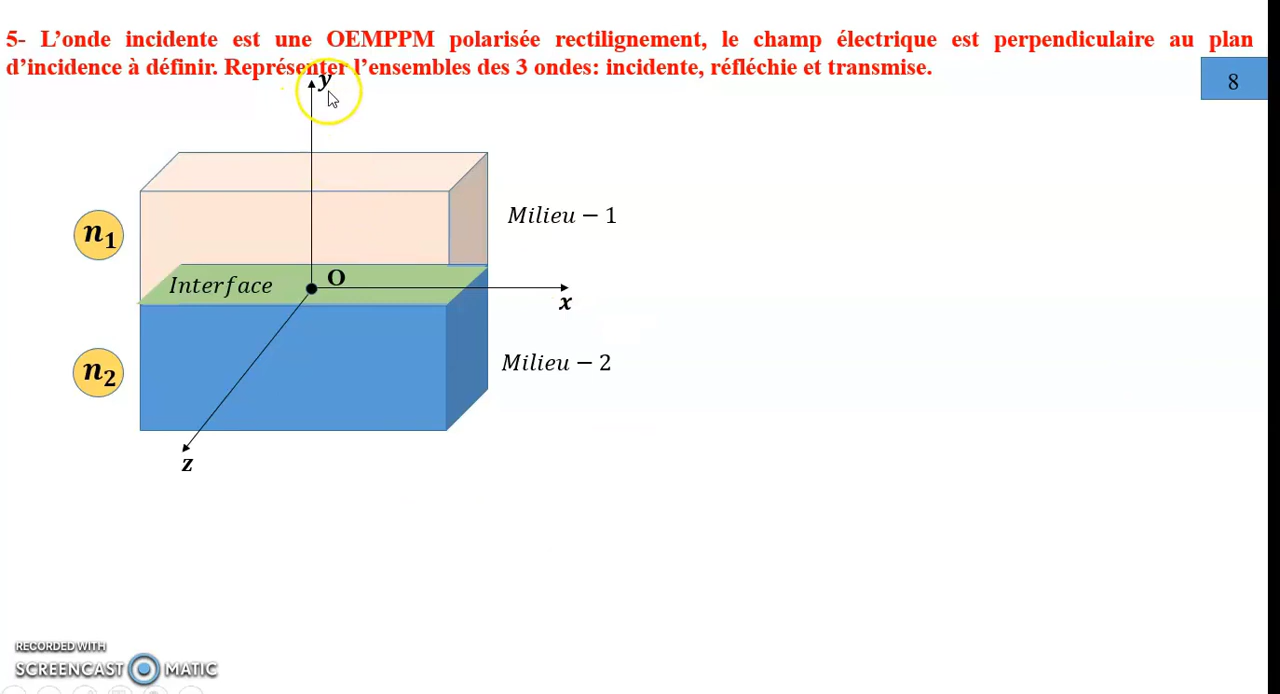 5- L’onde incidente est une OEMPPM polarisée rectilignement, le champ électrique est perpendiculaire au plan
d’incidence à définir. Représenter l’ensembles des 3 ondes: incidente, réfléchie et transmise.
8
y
n1
Milieu − 1
Interface
O
x
n2
Milieu − 2
z
RECORDED WITH
SCREENCAST MATIC